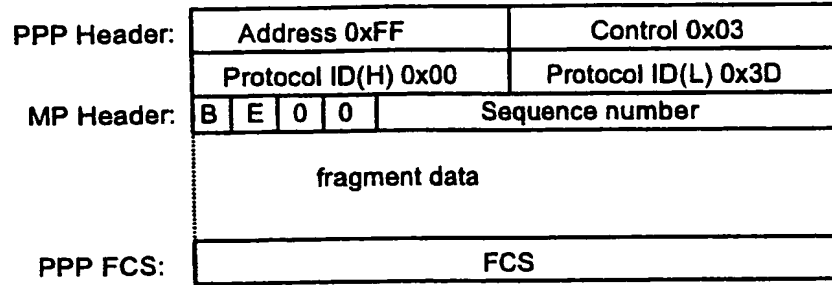 PPP Header: Address 0xFF Control 0x03
Protocol ID(H) 0x00 Protocol ID(L) 0x3D
MP Header: B E 0 0 Sequence number
fragment data
PPP FCS: FCS